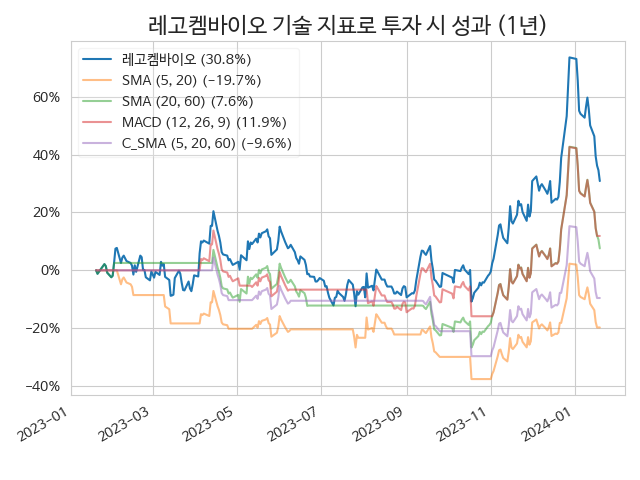 레고켐바이오 기술 지표로 투자 시 성과 (1년)
레고켐바이오 (30.8%)
SMA (5, 20) (−19.7%)
SMA (20, 60) (7.6%)
MACD (12, 26, 9) (11.9%)
C_SMA (5, 20, 60) (−9.6%)
60%
40%
20%
0%
−20%
−40%
2023−01
2023−03
2023−05
2023−07
2023−09
2023−11
2024−01